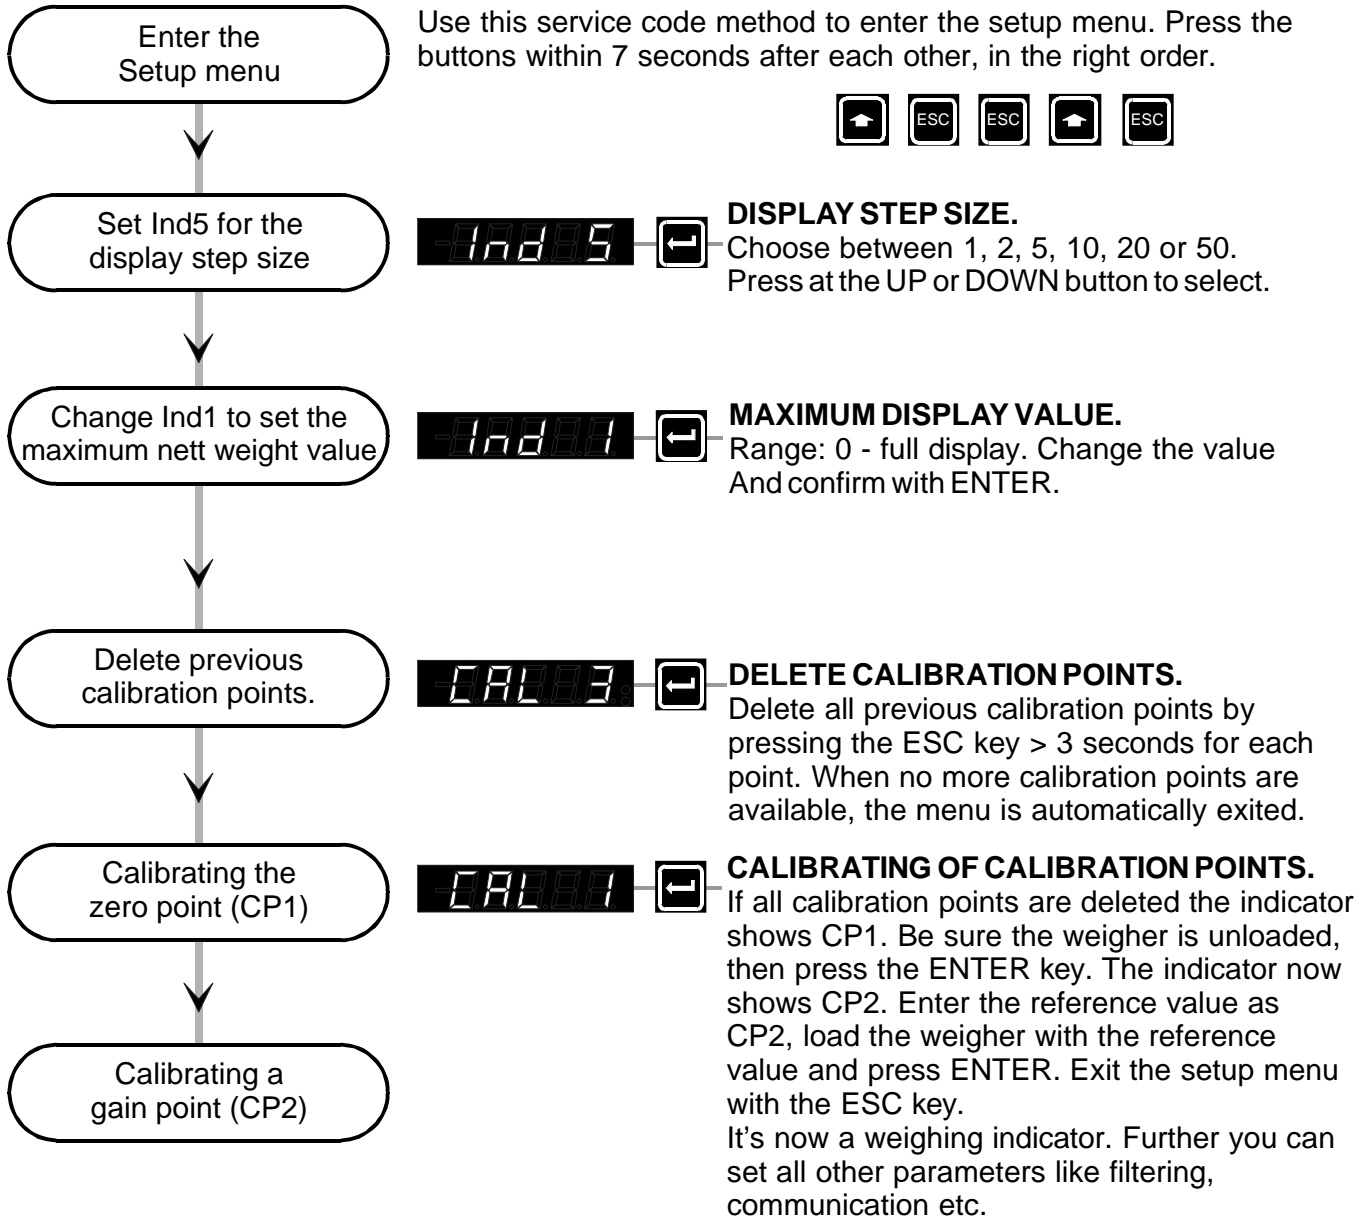 Enter the
Setup menu
Use this service code method to enter the setup menu. Press the
buttons within 7 seconds after each other, in the right order.
ESC ESC ESC
Set Ind5 for the
display step size
Ind 5
DISPLAY STEP SIZE.
Choose between 1, 2, 5, 10, 20 or 50.
Press at the UP or DOWN button to select.
Change Ind1 to set the
maximum nett weight value
Ind 1
MAXIMUM DISPLAY VALUE.
Range: 0 - full display. Change the value
And confirm with ENTER.
Delete previous
calibration points.
CAL 3
DELETE CALIBRATION POINTS.
Delete all previous calibration points by
pressing the ESC key > 3 seconds for each
point. When no more calibration points are
available, the menu is automatically exited.
Calibrating the
zero point (CP1)
CAL 1
CALIBRATING OF CALIBRATION POINTS.
If all calibration points are deleted the indicator
shows CP1. Be sure the weigher is unloaded,
then press the ENTER key. The indicator now
shows CP2. Enter the reference value as
CP2, load the weigher with the reference
value and press ENTER. Exit the setup menu
with the ESC key.
It's now a weighing indicator. Further you can
set all other parameters like filtering,
communication etc.
Calibrating a
gain point (CP2)